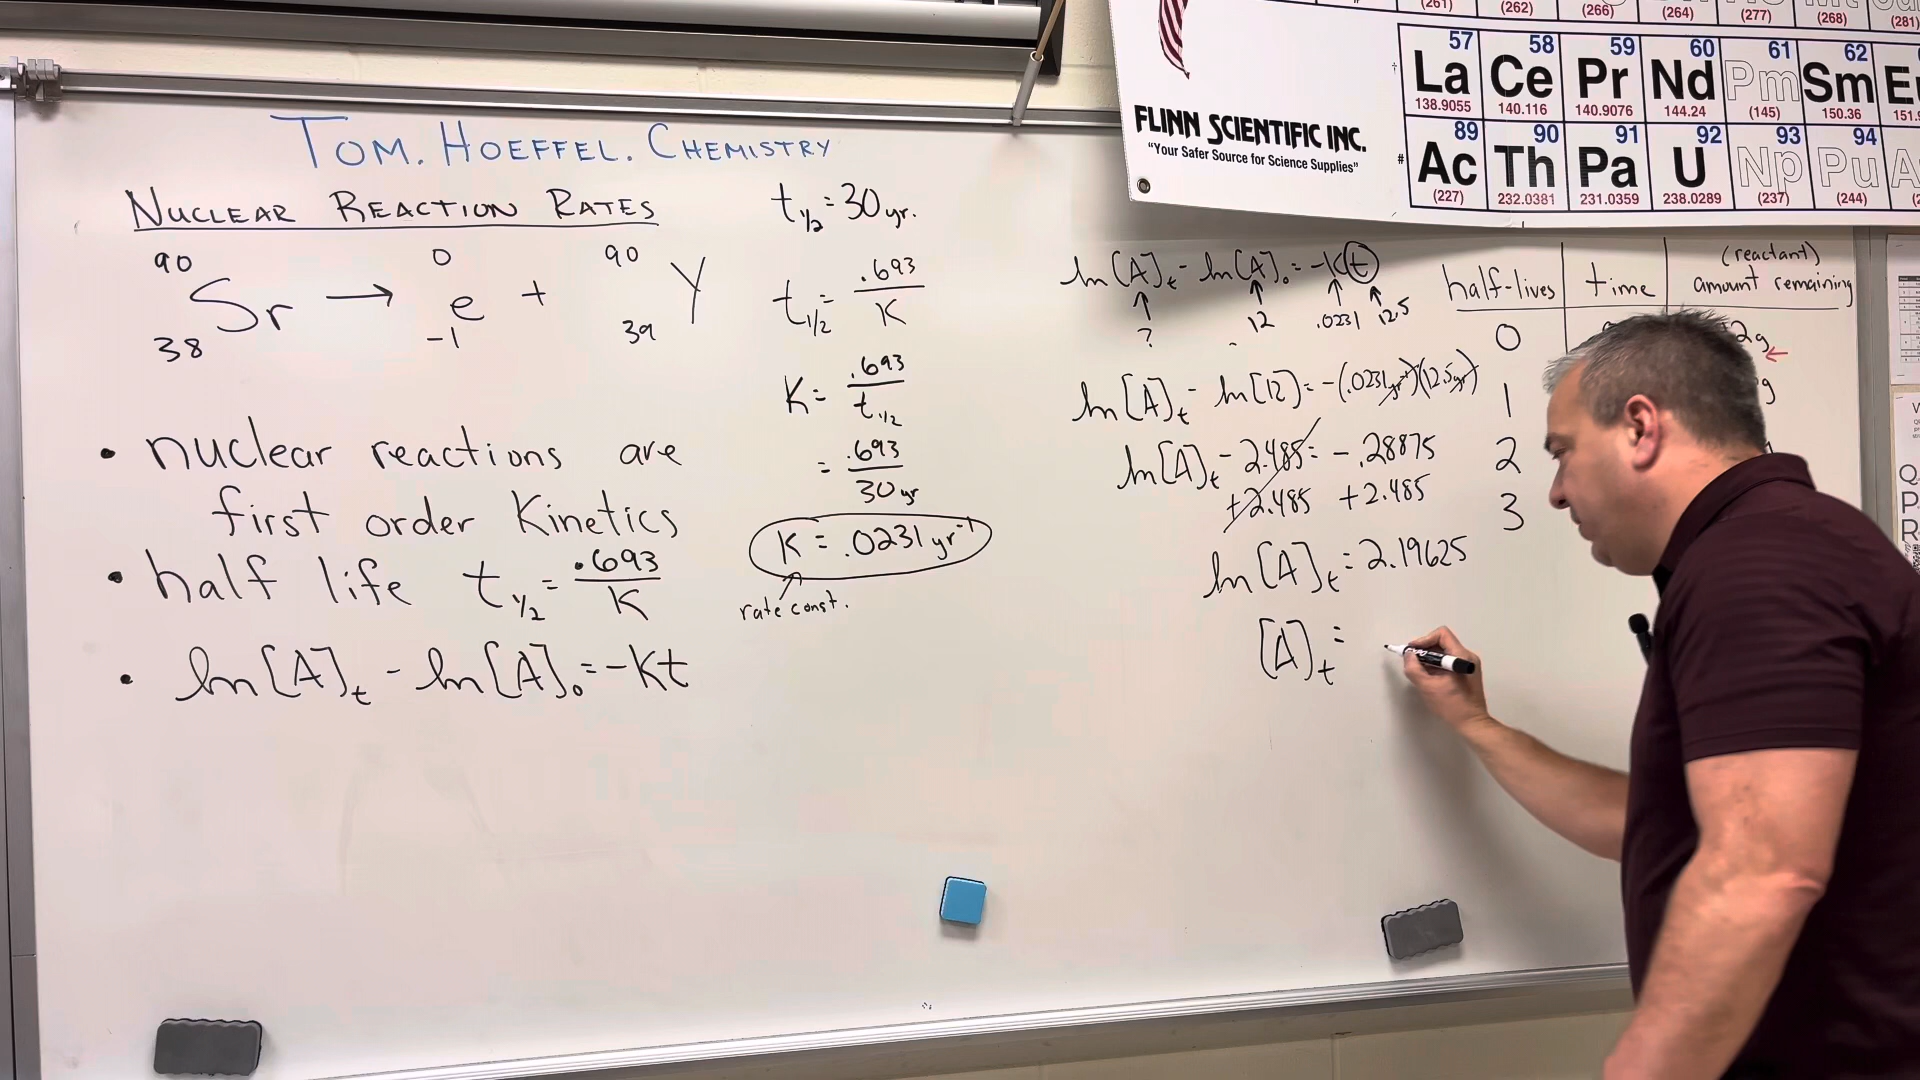 TOM. HOEFFEL. CHEMISTRY
NUCLEAR REACTION RATES
90 0 90
Sr → e + Y
38 -1 39
• nuclear reactions are
first order Kinetics
• half life t½ = .693/K
• ln[A]t - ln[A]₀ = -Kt
t½ = 30 yr.
t½ = .693/K
K = .693/t½
= .693/30 yr
K = .0231 yr⁻¹
rate const.
ln[A]t - ln[A]₀ = -K t
? 12 .0231 12.5
ln[A]t - ln[12] = -(.0231 yr⁻¹)(12.5 yr)
ln[A]t - 2.485 = -.28875
+2.485 +2.485
ln[A]t = 2.19625
[A]t =
half-lives time (reactant)
amount remaining
0
1
2
3
FLINN SCIENTIFIC INC.
"Your Safer Source for Science Supplies"
(261) (262) (266) (264) (277) (268) (281)
† 57 58 59 60 61 62
La Ce Pr Nd Pm Sm
138.9055 140.116 140.9076 144.24 (145) 150.36
# 89 90 91 92 93 94
Ac Th Pa U Np Pu
(227) 232.0381 231.0359 238.0289 (237) (244)